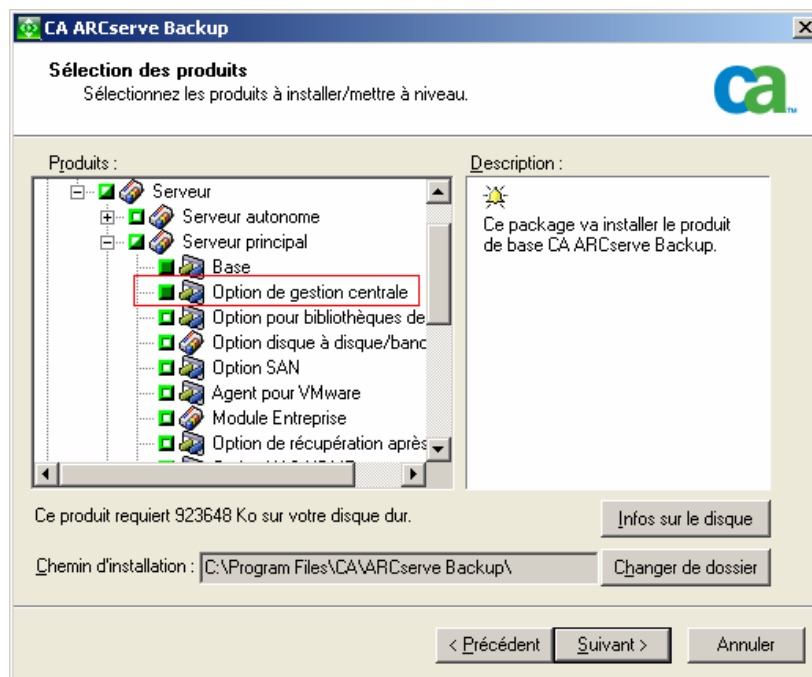 CA ARCserve Backup
Sélection des produits
Sélectionnez les produits à installer/mettre à niveau.
ca
Produits :
Serveur
Serveur autonome
Serveur principal
Base
Option de gestion centrale
Option pour bibliothèques de
Option disque à disque/banc
Option SAN
Agent pour VMware
Module Entreprise
Option de récupération après
Description :
Ce package va installer le produit
de base CA ARCserve Backup.
Ce produit requiert 923648 Ko sur votre disque dur.
Infos sur le disque
Chemin d'installation : C:\Program Files\CA\ARCserve Backup\
Changer de dossier
< Précédent
Suivant >
Annuler